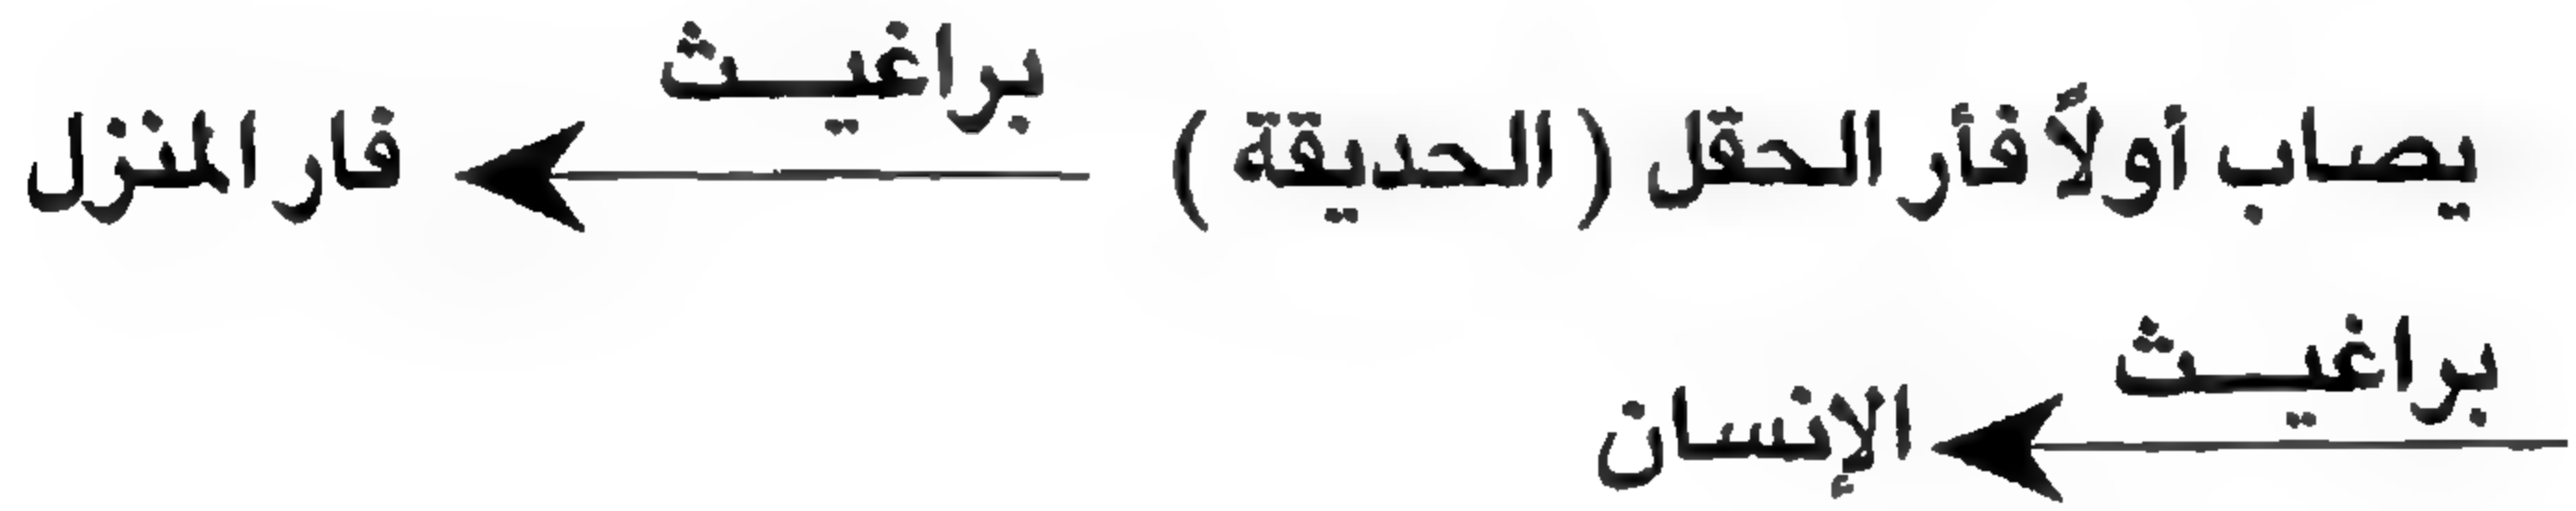 يصاب أولاً فأر الحقل ( الحديقة ) براغيث فار المنزل
براغيث الإنسان